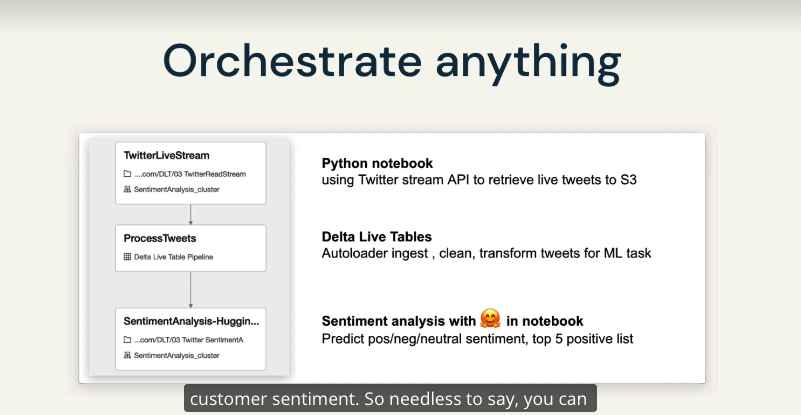 Orchestrate anything
TwitterLiveStream
....com/DLT/03 TwitterReadStream
SentimentAnalysis_cluster
Python notebook
using Twitter stream API to retrieve live tweets to S3
ProcessTweets
Delta Live Table Pipeline
Delta Live Tables
Autoloader ingest , clean, transform tweets for ML task
SentimentAnalysis-Huggin...
...com/DLT/03 Twitter SentimentA
SentimentAnalysis_cluster
Sentiment analysis with 🤗 in notebook
Predict pos/neg/neutral sentiment, top 5 positive list
customer sentiment. So needless to say, you can